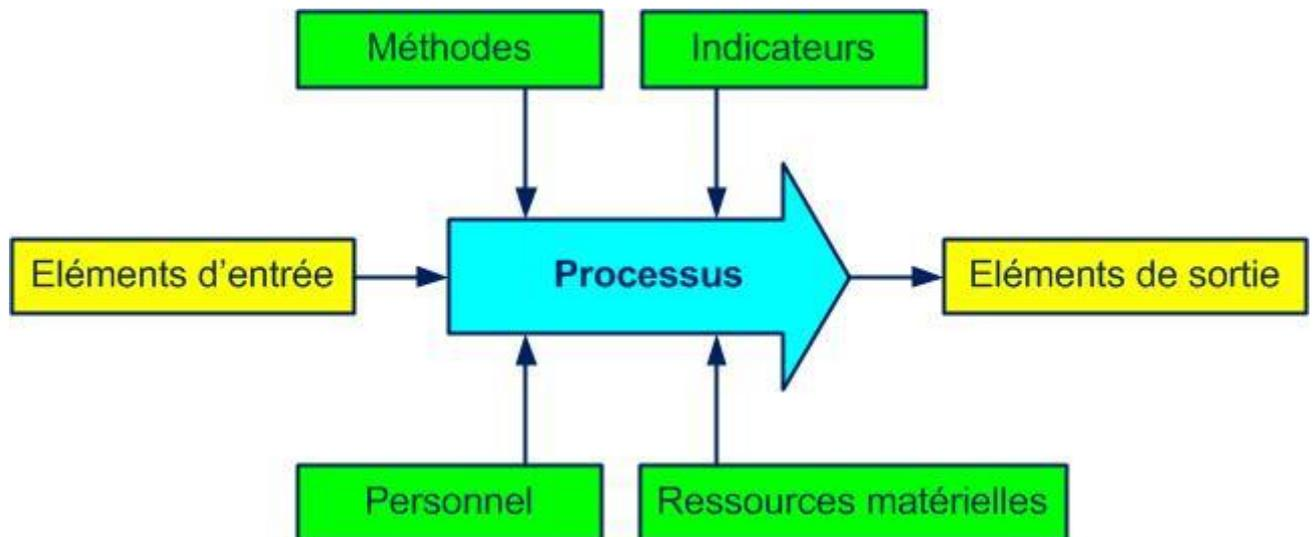 Méthodes
Indicateurs
Eléments d’entrée
Processus
Eléments de sortie
Personnel
Ressources matérielles